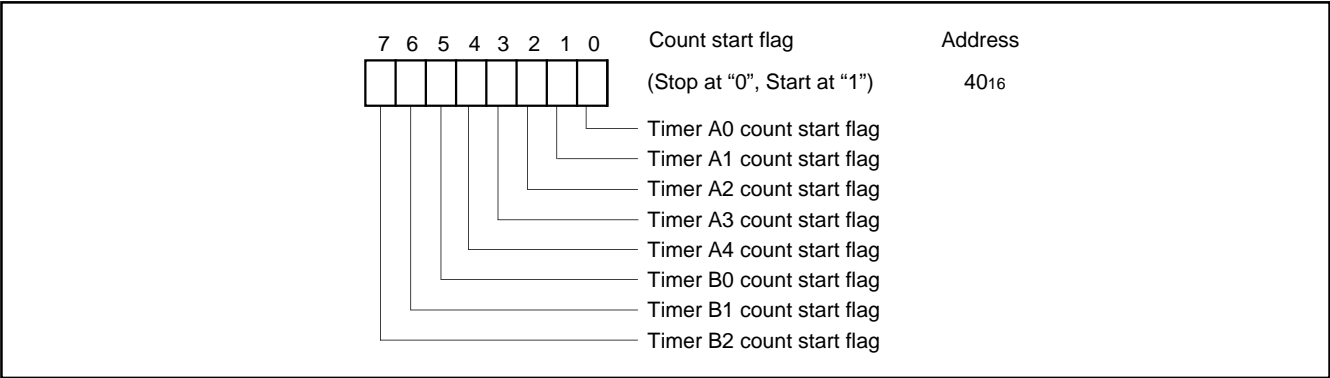 7 6 5 4 3 2 1 0 Count start flag Address
(Stop at “0”, Start at “1”) 4016
Timer A0 count start flag
Timer A1 count start flag
Timer A2 count start flag
Timer A3 count start flag
Timer A4 count start flag
Timer B0 count start flag
Timer B1 count start flag
Timer B2 count start flag